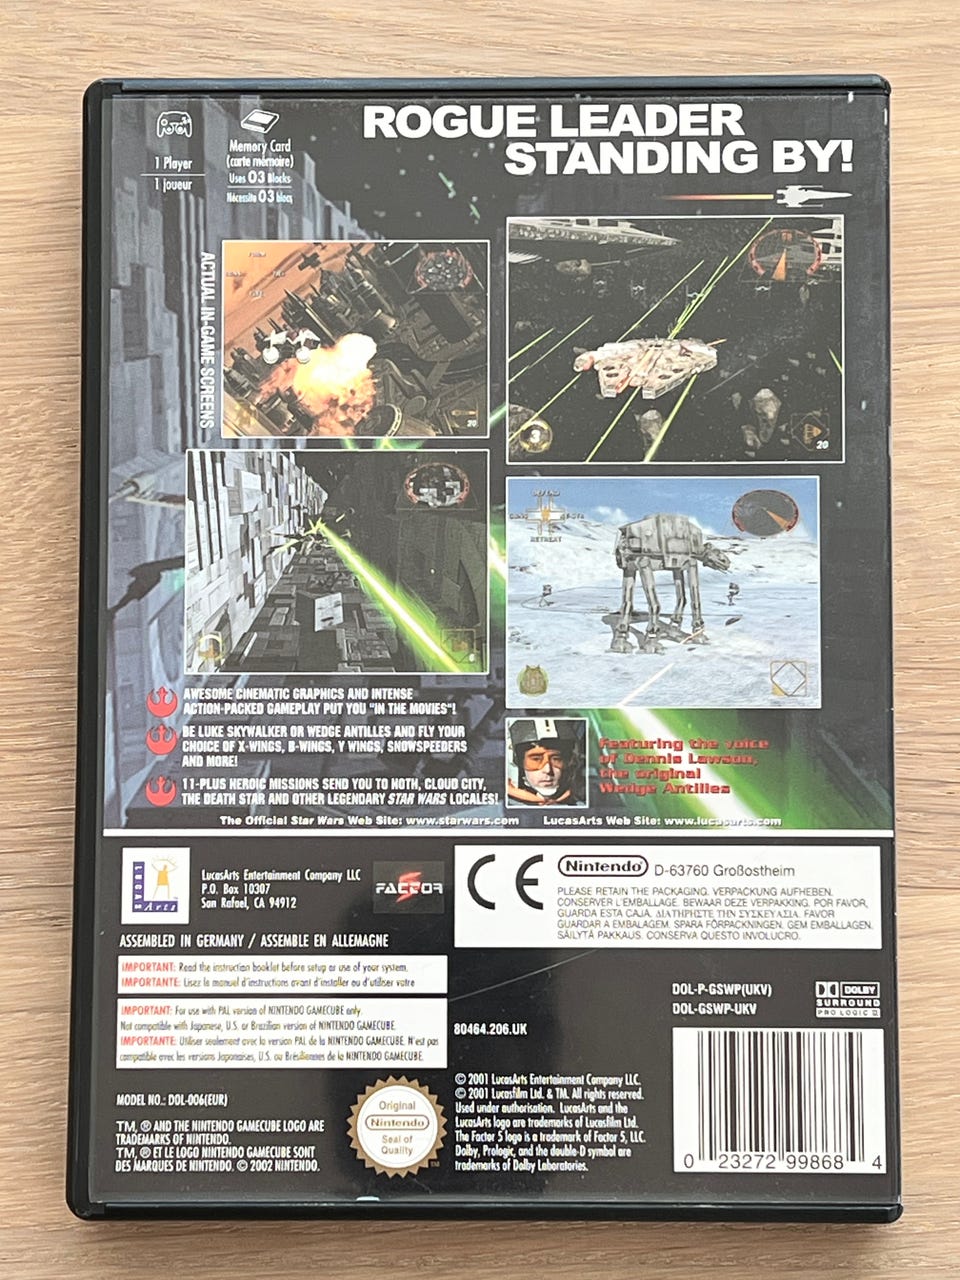 ROGUE LEADER
STANDING BY!
1 Player
1 joueur
Memory Card
(carte mémoire)
Uses 03 Blocks
Nécessite 03 blocs
ACTUAL IN-GAME SCREENS
20
3
20
6
RETREAT
AWESOME CINEMATIC GRAPHICS AND INTENSE
ACTION-PACKED GAMEPLAY PUT YOU "IN THE MOVIES"!
BE LUKE SKYWALKER OR WEDGE ANTILLES AND FLY YOUR
CHOICE OF X-WINGS, B-WINGS, Y WINGS, SNOWSPEEDERS
AND MORE!
11-PLUS HEROIC MISSIONS SEND YOU TO HOTH, CLOUD CITY,
THE DEATH STAR AND OTHER LEGENDARY STAR WARS LOCALES!
Featuring the voice
of Dennis Lawson,
the original
Wedge Antilles
The Official Star Wars Web Site: www.starwars.com
LucasArts Web Site: www.lucasarts.com
LUCAS
Arts
LucasArts Entertainment Company LLC
P.O. Box 10307
San Rafael, CA 94912
FACTOR 5
CE
Nintendo® D-63760 Großostheim
PLEASE RETAIN THE PACKAGING. VERPACKUNG AUFHEBEN.
CONSERVER L'EMBALLAGE. BEWAAR DEZE VERPAKKING. POR FAVOR,
GUARDA ESTA CAJA. ΔΙΑΤΗΡΗΣΤΕ ΤΗΝ ΣΥΣΚΕΥΑΣΙΑ. FAVOR
GUARDAR A EMBALAGEM. SPARA FÖRPACKNINGEN. GEM EMBALLAGEN.
SÄILYTÄ PAKKAUS. CONSERVA QUESTO INVOLUCRO.
ASSEMBLED IN GERMANY / ASSEMBLE EN ALLEMAGNE
IMPORTANT: Read the instruction booklet before setup or use of your system.
IMPORTANTE: Lisez le manuel d'instructions avant d'installer ou d'utiliser votre
IMPORTANT: For use with PAL version of NINTENDO GAMECUBE only.
Not compatible with Japanese, U.S. or Brazilian version of NINTENDO GAMECUBE.
IMPORTANTE: Utiliser seulement avec la version PAL de la NINTENDO GAMECUBE. N'est pas
compatible avec les versions Japonaises, U.S. ou Brésiliennes de la NINTENDO GAMECUBE.
80464.206.UK
DOL-P-GSWP(UKV)
DOL-GSWP-UKV
DOLBY
SURROUND
PRO LOGIC II
MODEL NO.: DOL-006(EUR)
TM, ® AND THE NINTENDO GAMECUBE LOGO ARE
TRADEMARKS OF NINTENDO.
TM, ® ET LE LOGO NINTENDO GAMECUBE SONT
DES MARQUES DE NINTENDO. © 2002 NINTENDO.
Original
Nintendo®
Seal of
Quality
TM
© 2001 LucasArts Entertainment Company LLC.
© 2001 Lucasfilm Ltd. & TM. All rights reserved.
Used under authorisation. LucasArts and the
LucasArts logo are trademarks of Lucasfilm Ltd.
The Factor 5 logo is a trademark of Factor 5, LLC.
Dolby, Prologic, and the double-D symbol are
trademarks of Dolby Laboratories.
0 23272 99868 4